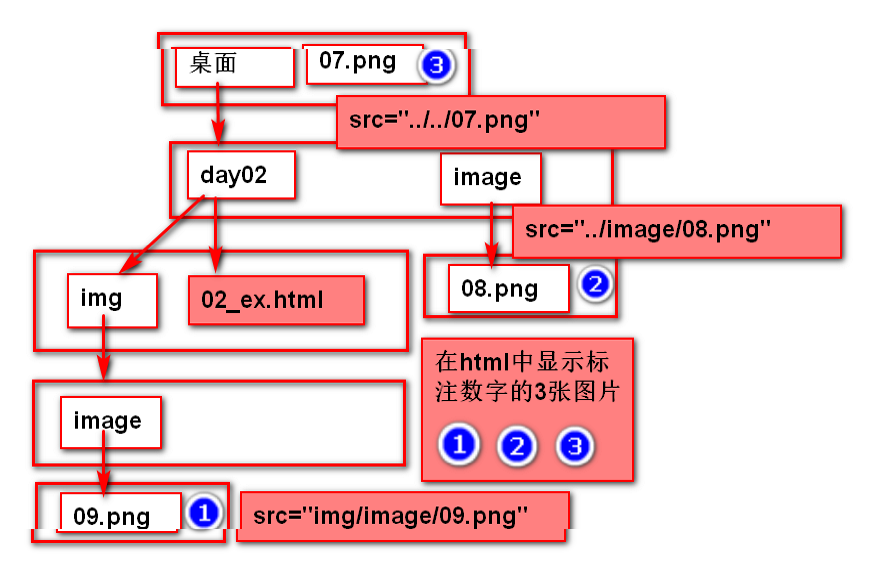 桌面
07.png
3
src="../../07.png"
day02
image
src="../image/08.png"
img
02_ex.html
08.png
2
在html中显示标
注数字的3张图片
1 2 3
image
09.png
1
src="img/image/09.png"